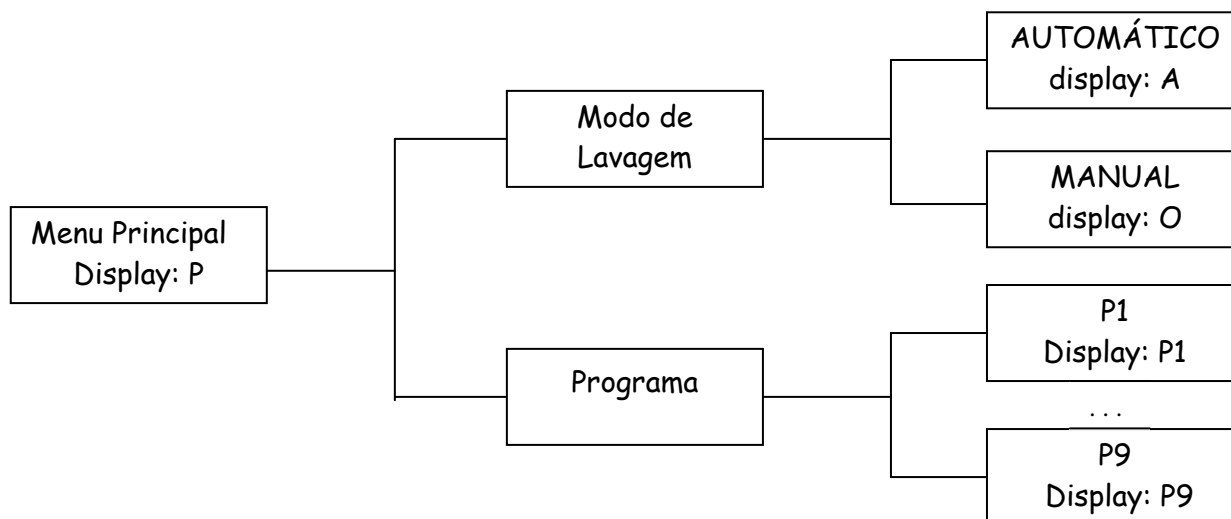 Menu Principal
Display: P
Modo de
Lavagem
AUTOMÁTICO
display: A
MANUAL
display: O
Programa
P1
Display: P1
...
P9
Display: P9